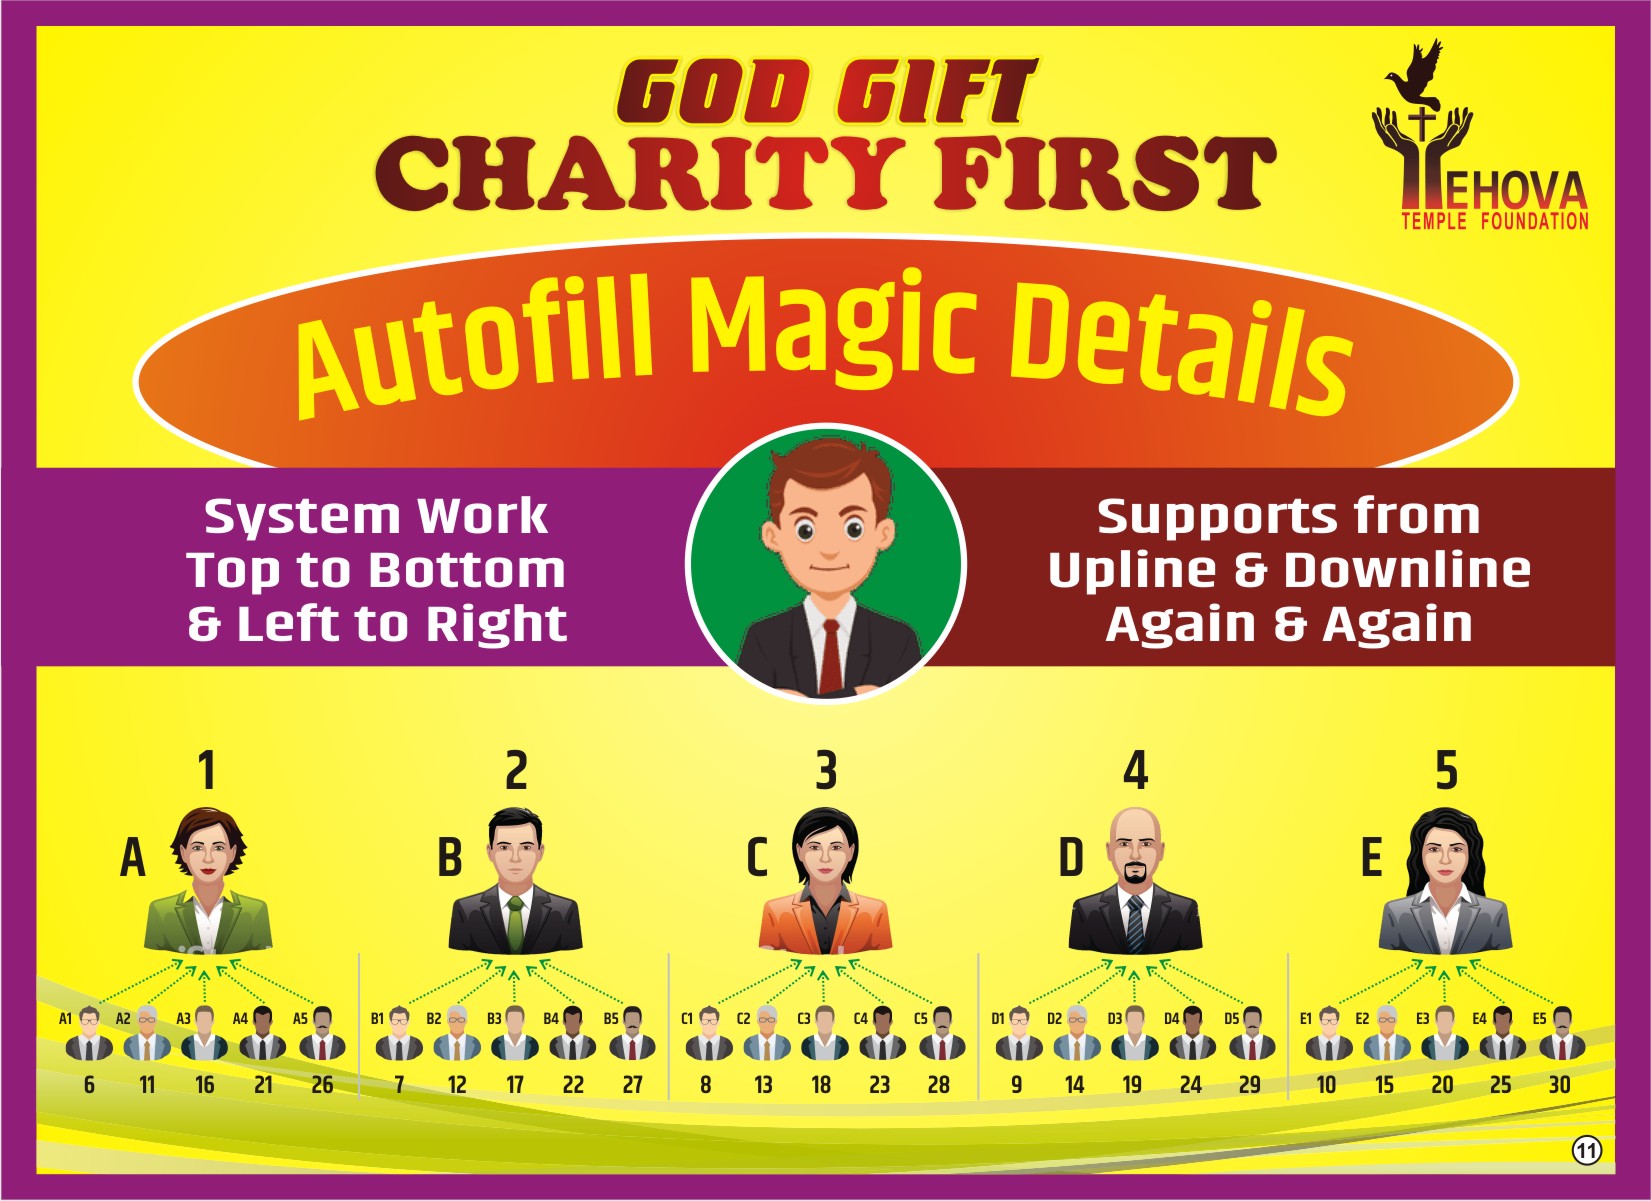 GOD GIFT
CHARITY FIRST
YEHOVA
TEMPLE FOUNDATION
Autofill Magic Details
System Work
Top to Bottom
& Left to Right
Supports from
Upline & Downline
Again & Again
1 2 3 4 5
A B C D E
A1 A2 A3 A4 A5 B1 B2 B3 B4 B5 C1 C2 C3 C4 C5 D1 D2 D3 D4 D5 E1 E2 E3 E4 E5
6 11 16 21 26 7 12 17 22 27 8 13 18 23 28 9 14 19 24 29 10 15 20 25 30
11